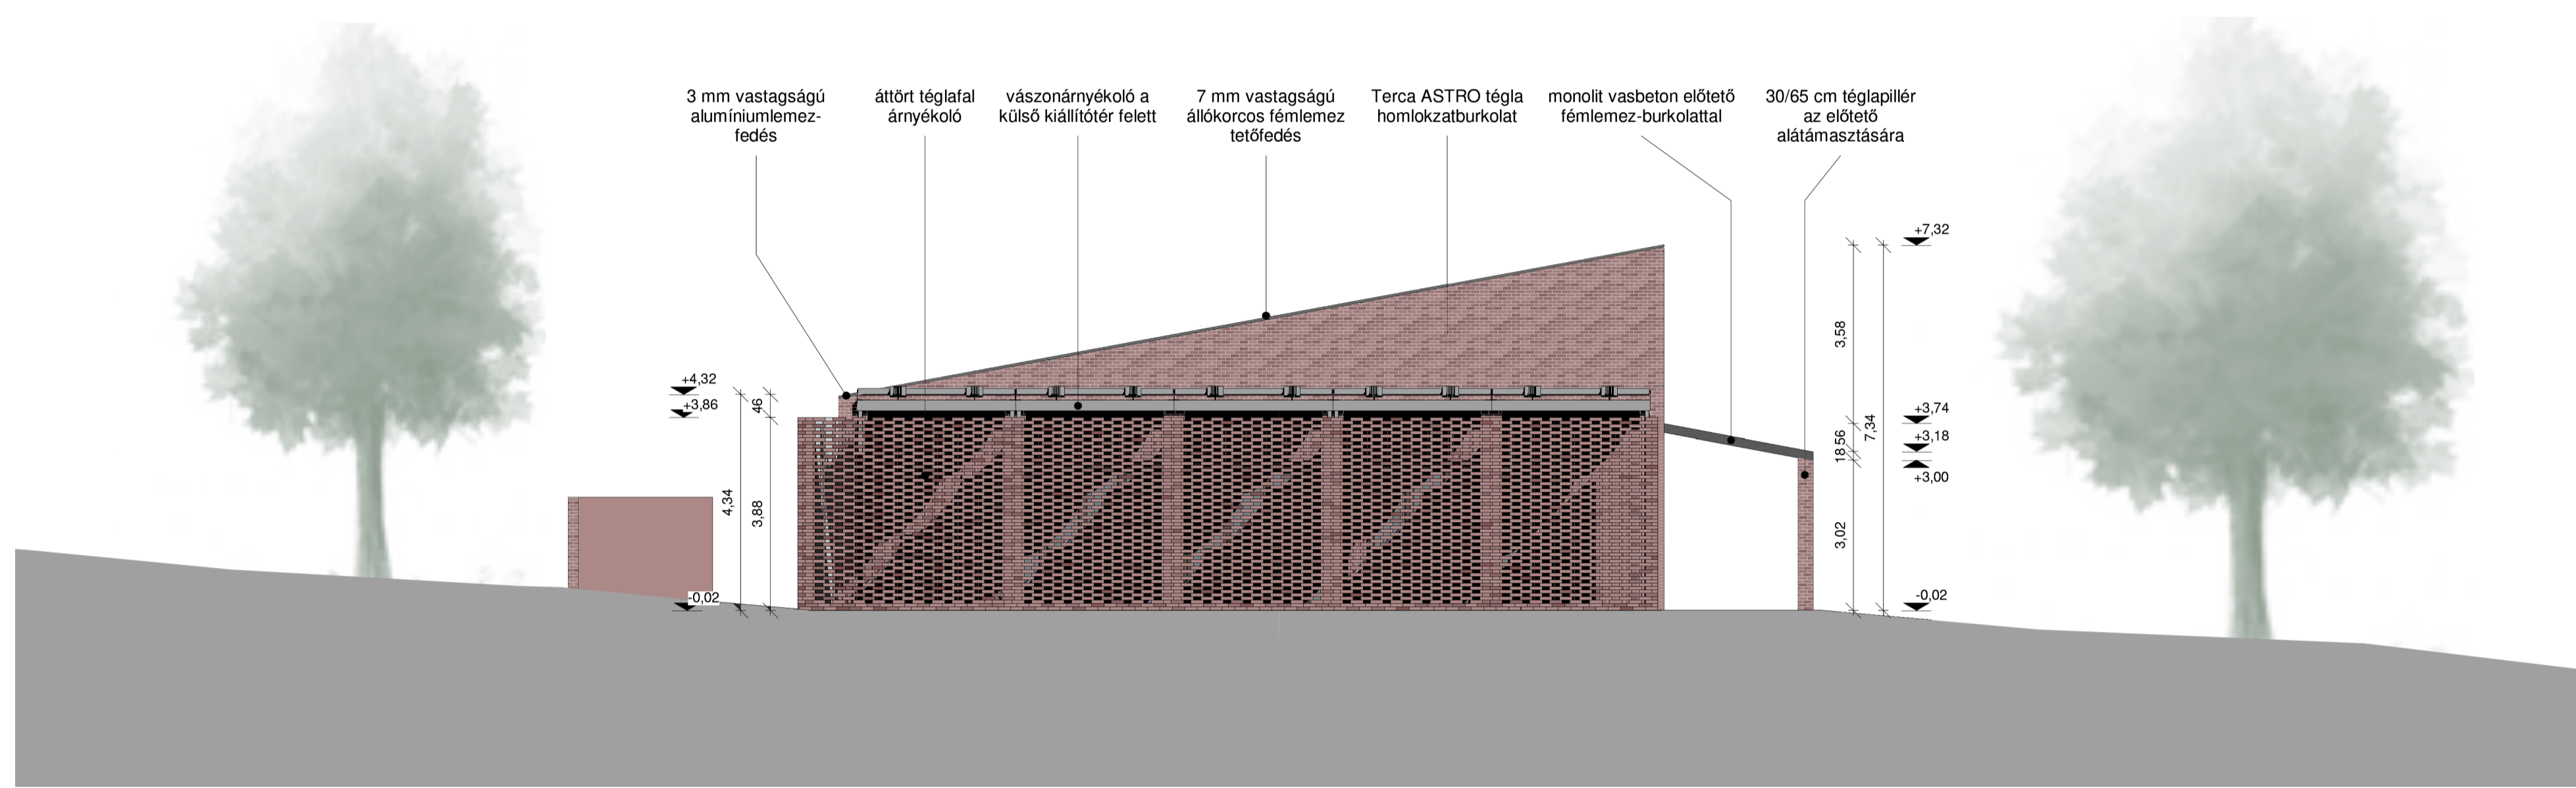 3 mm vastagságú
alumíniumlemez-
fedés
áttört téglafal
árnyékoló
vászonárnyékoló a
külső kiállítótér felett
7 mm vastagságú
állókorcos fémlemez
tetőfedés
Terca ASTRO tégla
homlokzatburkolat
monolit vasbeton előtető
fémlemez-burkolattal
30/65 cm téglapillér
az előtető
alátámasztására
+4,32
+3,86
-0,02
4,34
46
3,88
3,58
56
18
3,02
7,34
+7,32
+3,74
+3,18
+3,00
-0,02